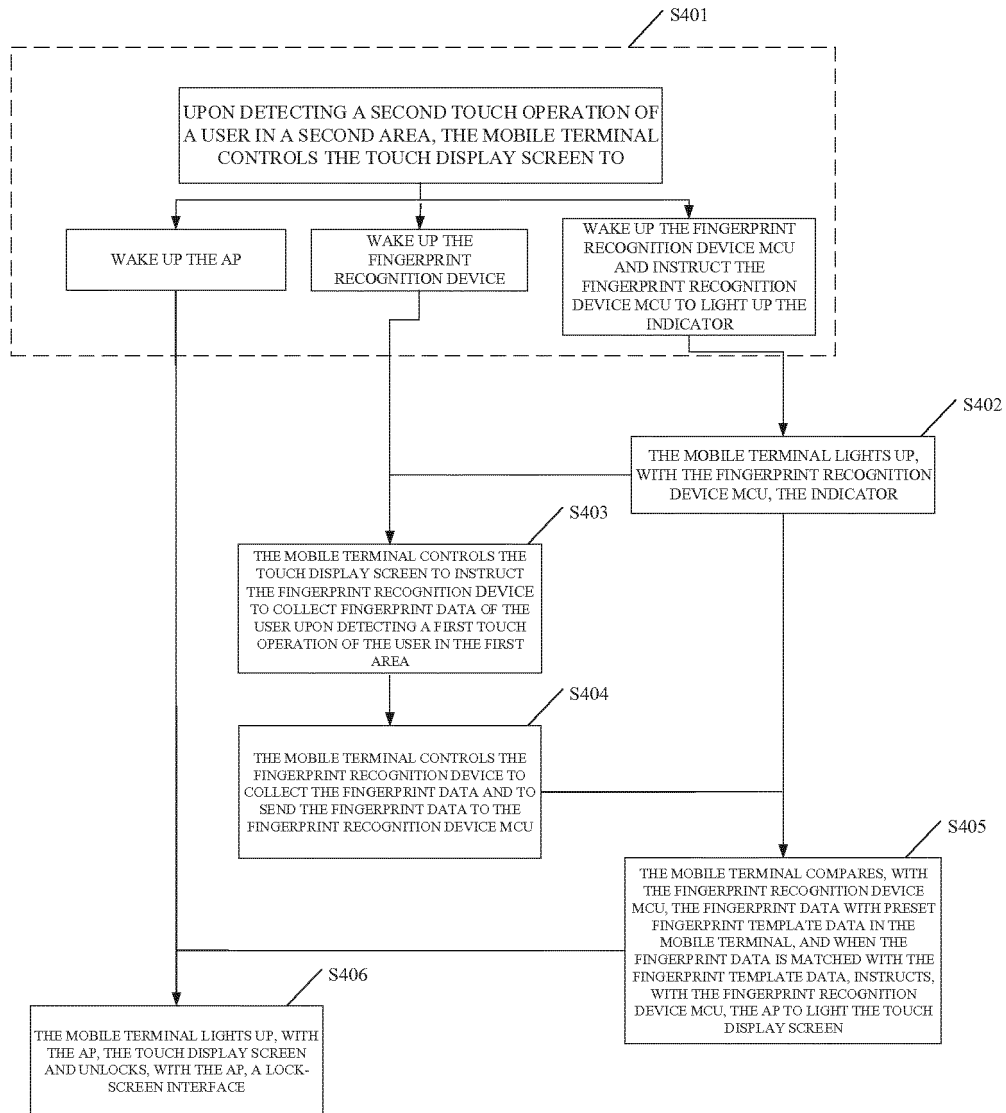 S401
UPON DETECTING A SECOND TOUCH OPERATION OF
A USER IN A SECOND AREA, THE MOBILE TERMINAL
CONTROLS THE TOUCH DISPLAY SCREEN TO
WAKE UP THE AP
WAKE UP THE
FINGERPRINT
RECOGNITION DEVICE
WAKE UP THE FINGERPRINT
RECOGNITION DEVICE MCU
AND INSTRUCT THE
FINGERPRINT RECOGNITION
DEVICE MCU TO LIGHT UP THE
INDICATOR
S402
THE MOBILE TERMINAL LIGHTS UP,
WITH THE FINGERPRINT RECOGNITION
DEVICE MCU, THE INDICATOR
S403
THE MOBILE TERMINAL CONTROLS THE
TOUCH DISPLAY SCREEN TO INSTRUCT
THE FINGERPRINT RECOGNITION DEVICE
TO COLLECT FINGERPRINT DATA OF THE
USER UPON DETECTING A FIRST TOUCH
OPERATION OF THE USER IN THE FIRST
AREA
S404
THE MOBILE TERMINAL CONTROLS THE
FINGERPRINT RECOGNITION DEVICE TO
COLLECT THE FINGERPRINT DATA AND TO
SEND THE FINGERPRINT DATA TO THE
FINGERPRINT RECOGNITION DEVICE MCU
S405
THE MOBILE TERMINAL COMPARES, WITH
THE FINGERPRINT RECOGNITION DEVICE
MCU, THE FINGERPRINT DATA WITH PRESET
FINGERPRINT TEMPLATE DATA IN THE
MOBILE TERMINAL, AND WHEN THE
FINGERPRINT DATA IS MATCHED WITH THE
FINGERPRINT TEMPLATE DATA, INSTRUCTS,
WITH THE FINGERPRINT RECOGNITION
DEVICE MCU, THE AP TO LIGHT THE TOUCH
DISPLAY SCREEN
S406
THE MOBILE TERMINAL LIGHTS UP, WITH
THE AP, THE TOUCH DISPLAY SCREEN
AND UNLOCKS, WITH THE AP, A LOCK-
SCREEN INTERFACE